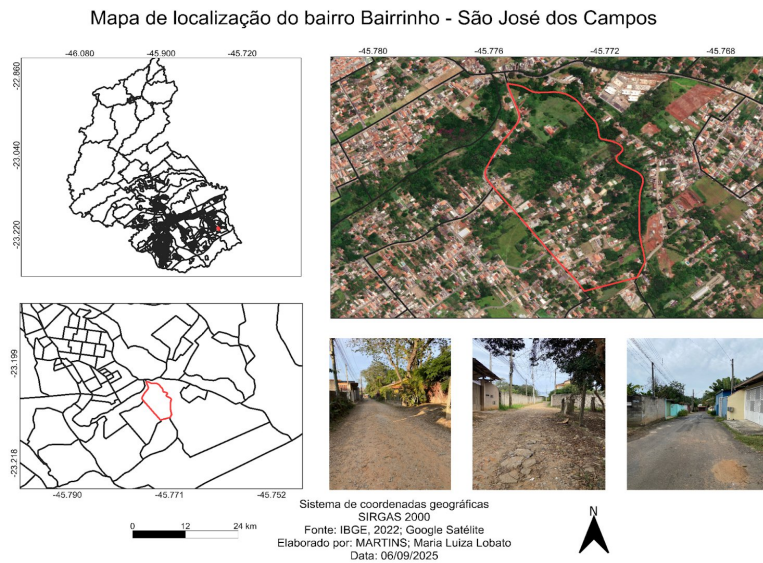 Mapa de localização do bairro Bairrinho - São José dos Campos
-46.080 -45.900 -45.720
-22.860
-23.040
-23.220
-45.780 -45.776 -45.772 -45.768
-23.199
-23.218
-45.790 -45.771 -45.752
0 12 24 km
Sistema de coordenadas geográficas
SIRGAS 2000
Fonte: IBGE, 2022; Google Satélite
Elaborado por: MARTINS; Maria Luiza Lobato
Data: 06/09/2025
N